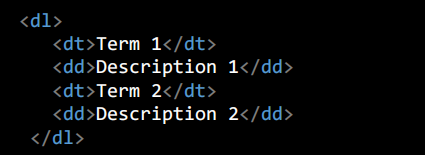 <dl>
<dt>Term 1</dt>
<dd>Description 1</dd>
<dt>Term 2</dt>
<dd>Description 2</dd>
</dl>